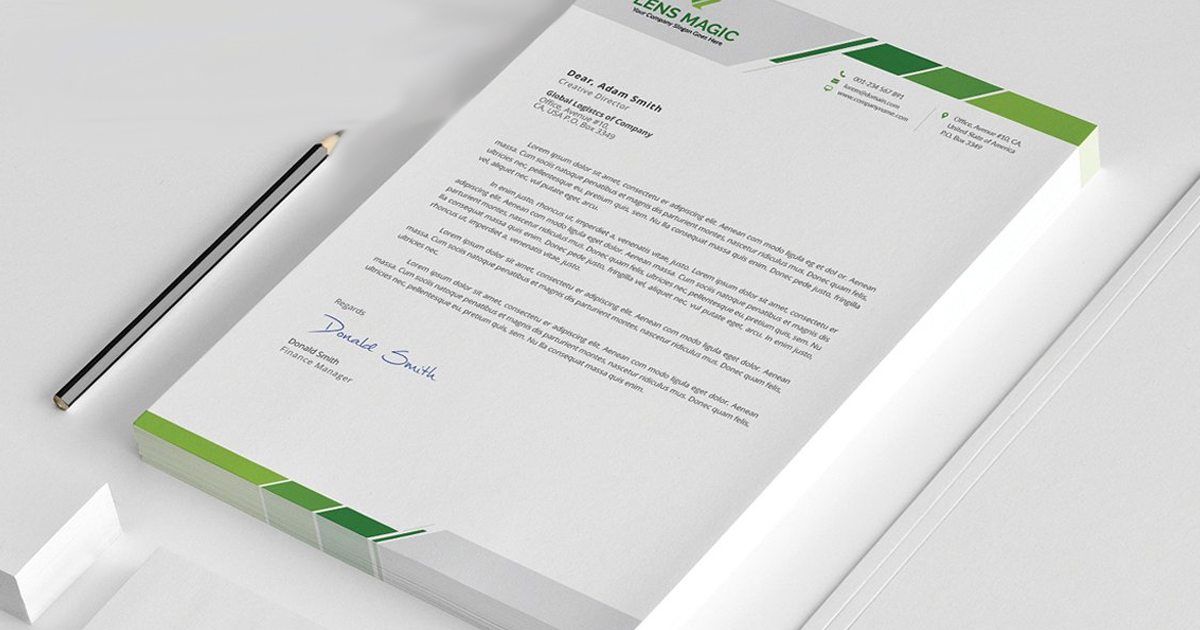 LENS MAGIC
Your Company Slogan Goes Here
001-234 567 891
lorem@domain.com
www.companyname.com
Office, Avenue #10, CA,
United State of America
P.O. Box 3349
Dear, Adam Smith
Creative Director
Global Logistcs of Company
Office, Avenue #10,
CA, USA P.O. Box 3349
Lorem ipsum dolor sit amet, consectetu er adipiscing elit. Aenean com modo ligula eg et dol or. Aenean
massa. Cum sociis natoque penatibus et magnis dis parturient montes, nascetur ridiculus mus. Donec quam felis,
ultricies nec, pellentesque eu, pretium quis, sem. Nu lla consequat massa quis enim. Donec pede justo, fringilla
vel, aliquet nec, vul putate eget, arcu.
In enim justo, rhoncus ut, imperdiet a, venenatis vitae, justo. Lorem ipsum dolor sit amet, consectetu er
adipiscing elit. Aenean com modo ligula eget dolor. Aenean massa. Cum sociis natoque penatibus et magnis dis
parturient montes, nascetur ridiculus mus. Donec quam felis, ultricies nec, pellentesque eu, pretium quis, sem. Nu
lla consequat massa quis enim. Donec pede justo, fringilla vel, aliquet nec, vul putate eget, arcu. In enim justo,
rhoncus ut, imperdiet a, venenatis vitae, justo.
Lorem ipsum dolor sit amet, consectetu er adipiscing elit. Aenean com modo ligula eget dolor. Aenean
massa. Cum sociis natoque penatibus et magnis dis parturient montes, nascetur ridiculus mus. Donec quam felis,
ultricies nec.
Lorem ipsum dolor sit amet, consectetu er adipiscing elit. Aenean com modo ligula eget dolor. Aenean
massa. Cum sociis natoque penatibus et magnis dis parturient montes, nascetur ridiculus mus. Donec quam felis,
ultricies nec, pellentesque eu, pretium quis, sem. Nu lla consequat massa quis enim.
Regards
Donald Smith
Donald Smith
Finance Manager